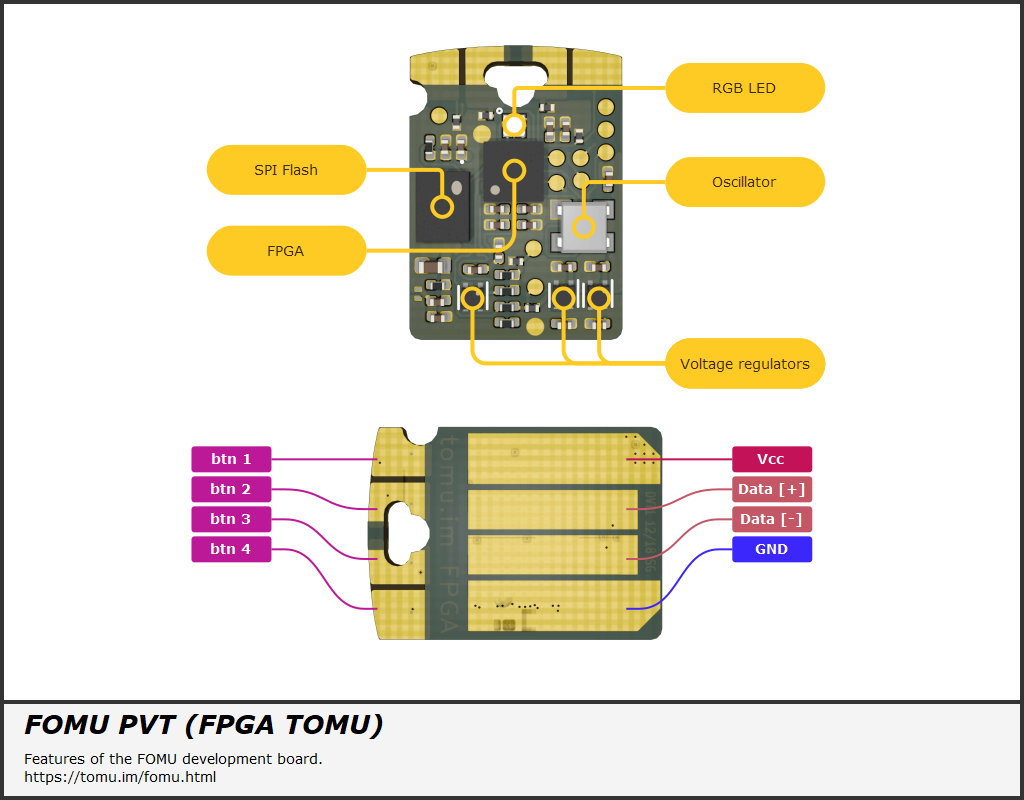 RGB LED
SPI Flash
Oscillator
FPGA
Voltage regulators
tomu.im FPGA
btn 1
btn 2
btn 3
btn 4
Vcc
Data [+]
Data [-]
GND
FOMU PVT (FPGA TOMU)
Features of the FOMU development board.
https://tomu.im/fomu.html